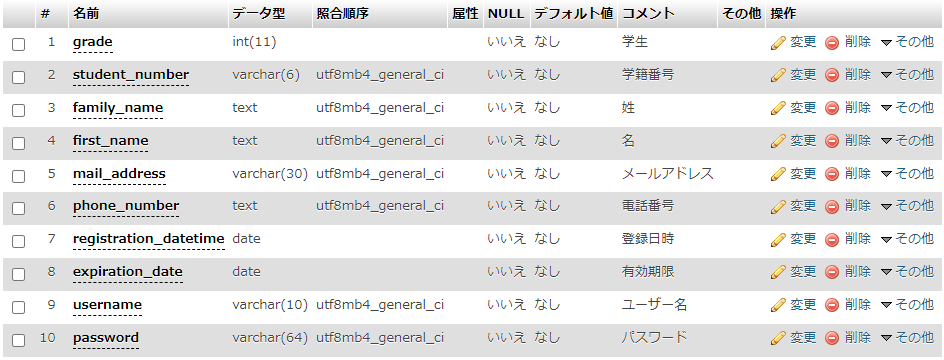 # 名前 データ型 照合順序 属性 NULL デフォルト値 コメント その他 操作
1 grade int(11) いいえ なし 学生 変更 削除 その他
2 student_number varchar(6) utf8mb4_general_ci いいえ なし 学籍番号 変更 削除 その他
3 family_name text utf8mb4_general_ci いいえ なし 姓 変更 削除 その他
4 first_name text utf8mb4_general_ci いいえ なし 名 変更 削除 その他
5 mail_address varchar(30) utf8mb4_general_ci いいえ なし メールアドレス 変更 削除 その他
6 phone_number text utf8mb4_general_ci いいえ なし 電話番号 変更 削除 その他
7 registration_datetime date いいえ なし 登録日時 変更 削除 その他
8 expiration_date date いいえ なし 有効期限 変更 削除 その他
9 username varchar(10) utf8mb4_general_ci いいえ なし ユーザー名 変更 削除 その他
10 password varchar(64) utf8mb4_general_ci いいえ なし パスワード 変更 削除 その他